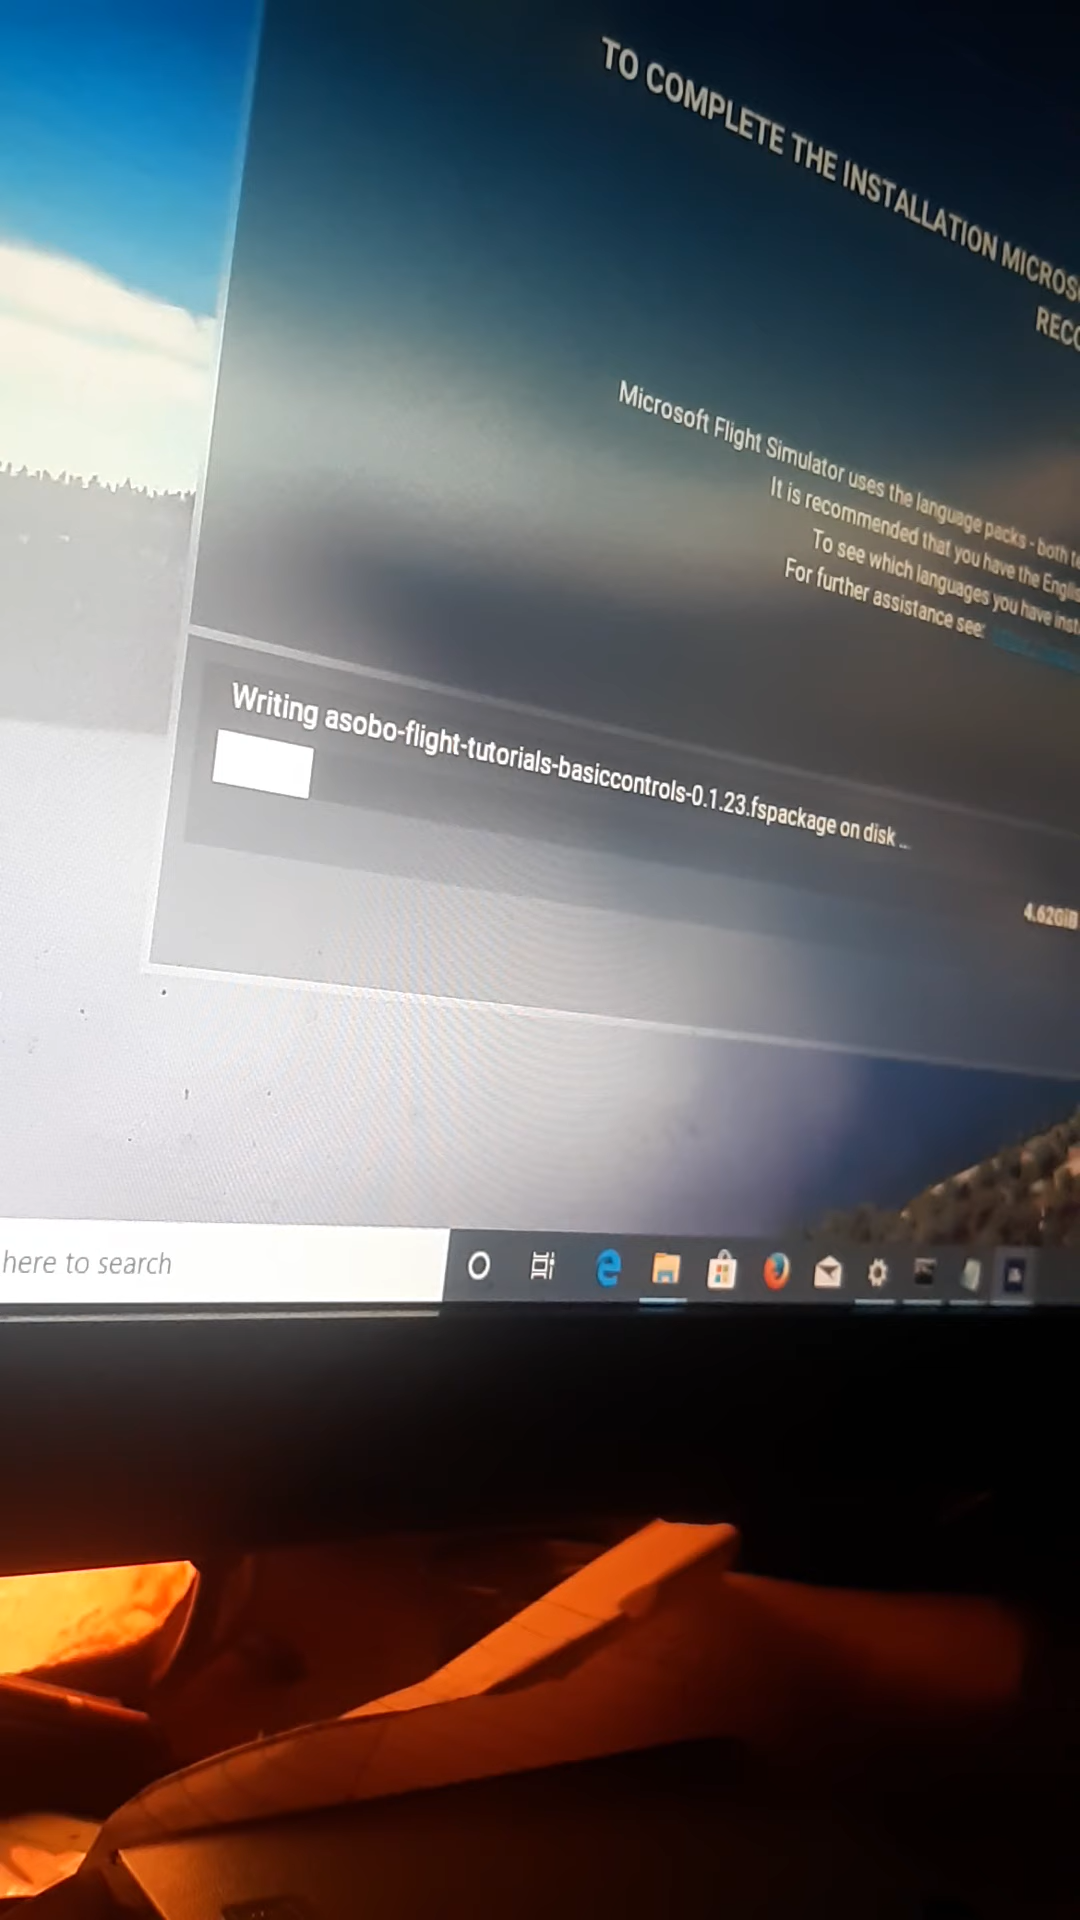 TO COMPLETE THE INSTALLATION MICROS
RECO
Microsoft Flight Simulator uses the language packs - both te
It is recommended that you have the Englis
To see which languages you have inst
For further assistance see:
Writing asobo-flight-tutorials-basiccontrols-0.1.23.fspackage on disk ...
4.62GiB
here to search